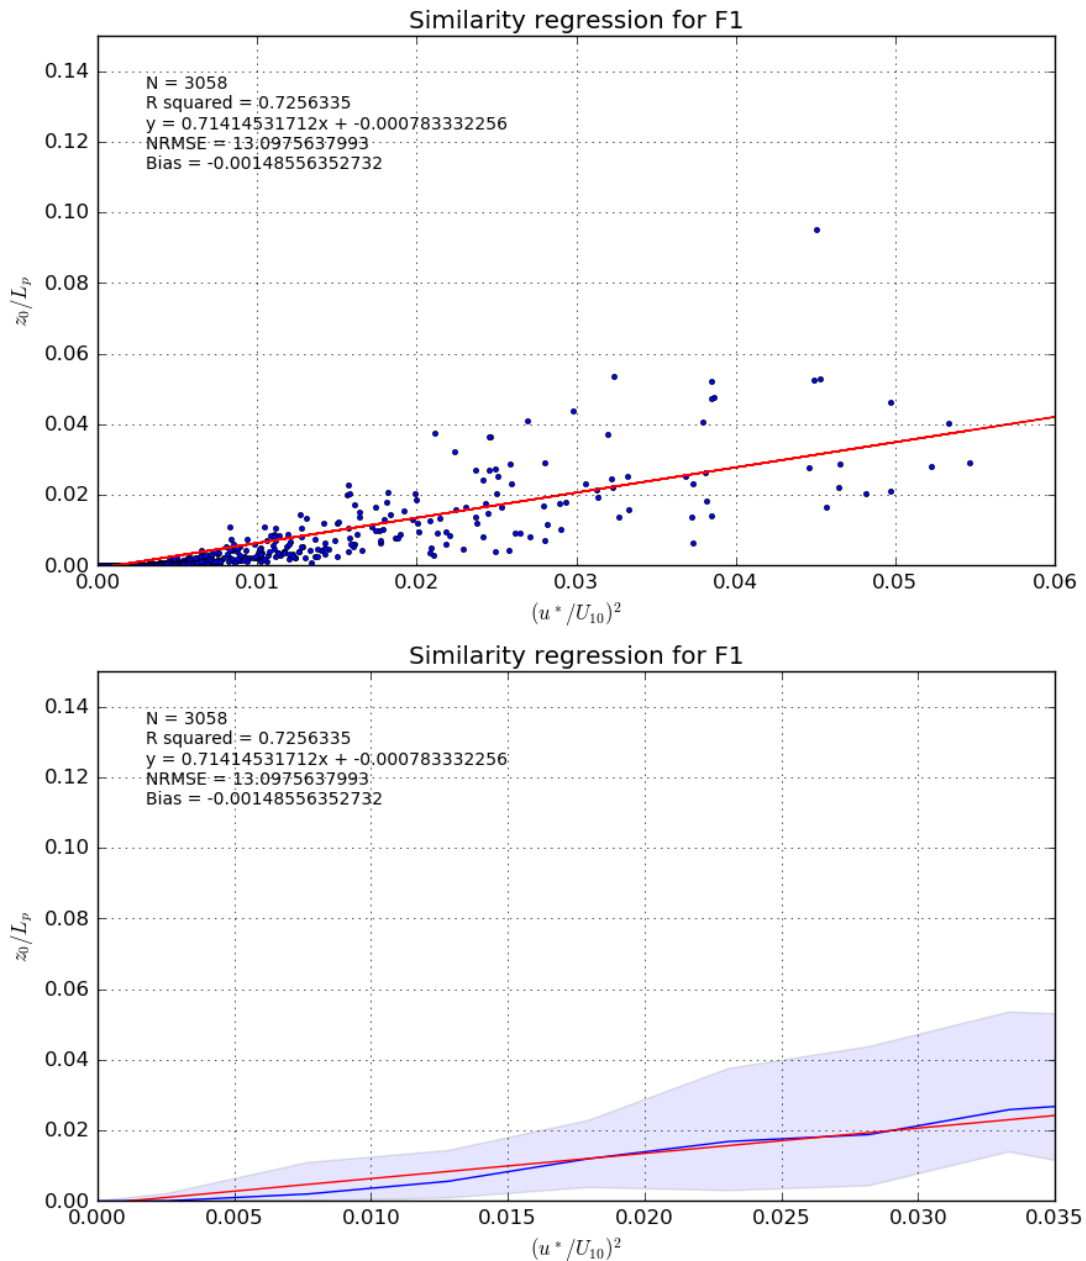 Similarity regression for F1
0.14
0.12
0.10
0.08
0.06
0.04
0.02
0.00
N = 3058
R squared = 0.7256335
y = 0.71414531712x + -0.000783332256
NRMSE = 13.0975637993
Bias = -0.00148556352732
z₀/Lₚ
0.00 0.01 0.02 0.03 0.04 0.05 0.06
(u*/U₁₀)²
Similarity regression for F1
0.14
0.12
0.10
0.08
0.06
0.04
0.02
0.00
N = 3058
R squared = 0.7256335
y = 0.71414531712x + -0.000783332256
NRMSE = 13.0975637993
Bias = -0.00148556352732
z₀/Lₚ
0.000 0.005 0.010 0.015 0.020 0.025 0.030 0.035
(u*/U₁₀)²